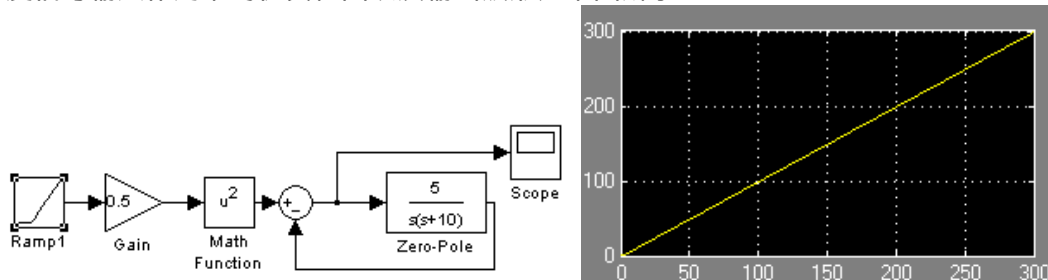 Ramp1
0.5
Gain
u²
Math
Function
+
-
5
s(s+10)
Zero-Pole
Scope
300
200
100
0
0 50 100 150 200 250 300